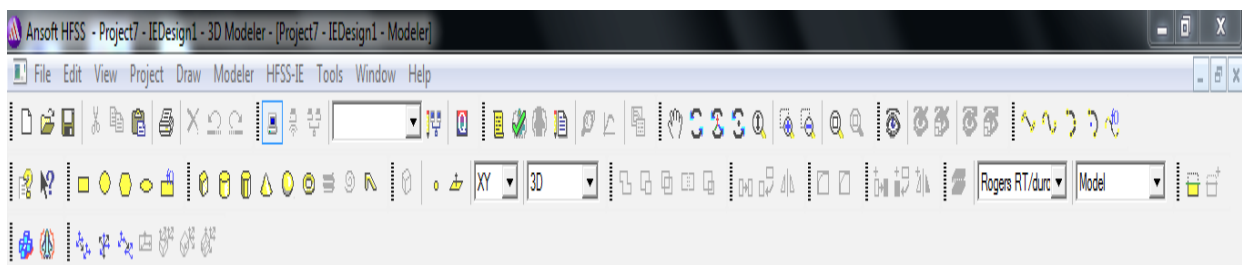 Ansoft HFSS - Project7 - IEDesign1 - 3D Modeler - [Project7 - IEDesign1 - Modeler]
File Edit View Project Draw Modeler HFSS-IE Tools Window Help
XY 3D Rogers RT/durc Model